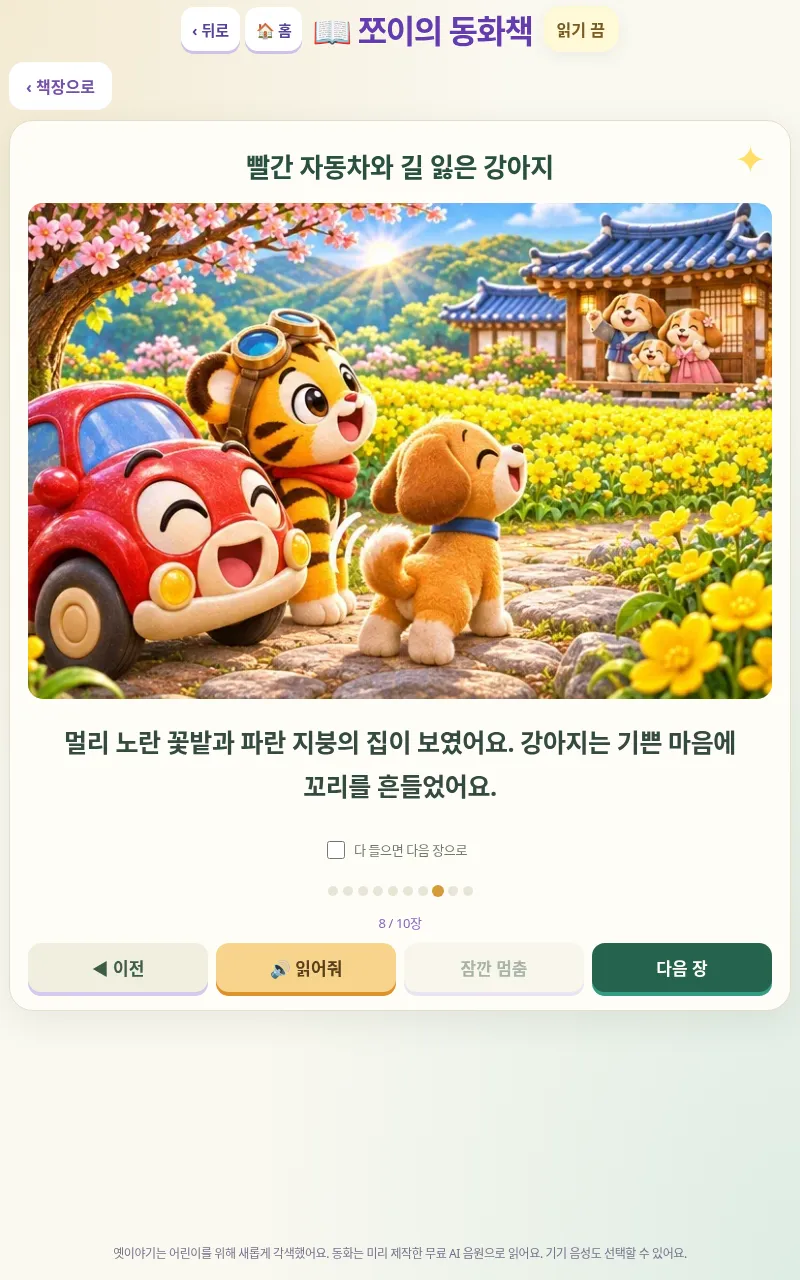 ‹ 뒤로
🏠 홈
📖 쪼이의 동화책
읽기 끔
‹ 책장으로
빨간 자동차와 길 잃은 강아지
멀리 노란 꽃밭과 파란 지붕의 집이 보였어요. 강아지는 기쁜 마음에
꼬리를 흔들었어요.
다 들으면 다음 장으로
8 / 10장
◀ 이전
🔊 읽어줘
잠깐 멈춤
다음 장
옛이야기는 어린이를 위해 새롭게 각색했어요. 동화는 미리 제작한 무료 AI 음원으로 읽어요. 기기 음성도 선택할 수 있어요.